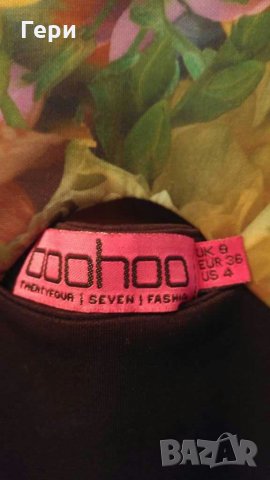 Гери
boohoo
TWENTYFOUR | SEVEN | FASHI
UK 8
EUR 36
US 4
BAZAR